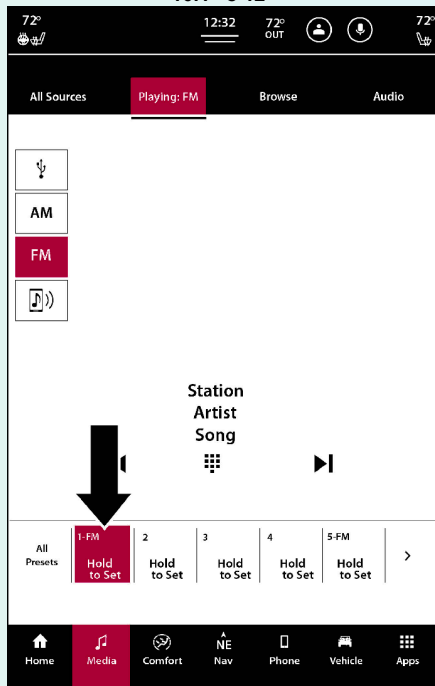 72°
12:32
72°
OUT
72°
All Sources
Playing: FM
Browse
Audio
AM
FM
Station
Artist
Song
All
Presets
1-FM
Hold
to Set
2
Hold
to Set
3
Hold
to Set
4
Hold
to Set
5-FM
Hold
to Set
Home
Media
Comfort
NE
Nav
Phone
Vehicle
Apps